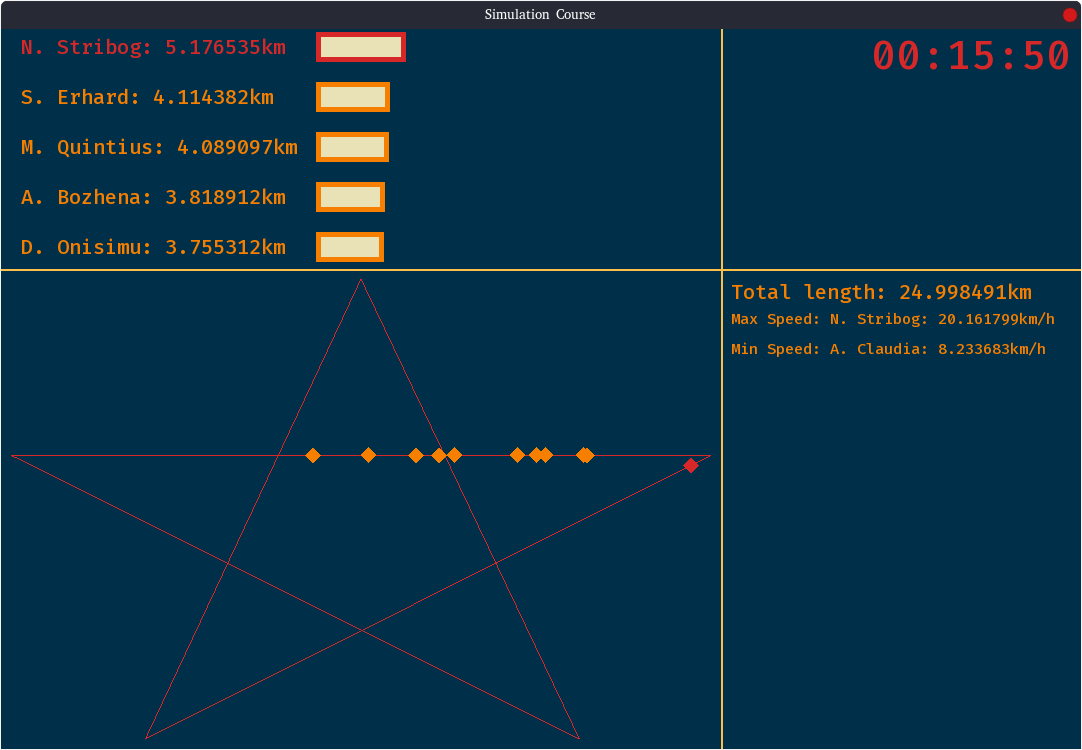 Simulation Course
N. Stribog: 5.176535km
S. Erhard: 4.114382km
M. Quintius: 4.089097km
A. Bozhena: 3.818912km
D. Onisimu: 3.755312km
00:15:50
Total length: 24.998491km
Max Speed: N. Stribog: 20.161799km/h
Min Speed: A. Claudia: 8.233683km/h